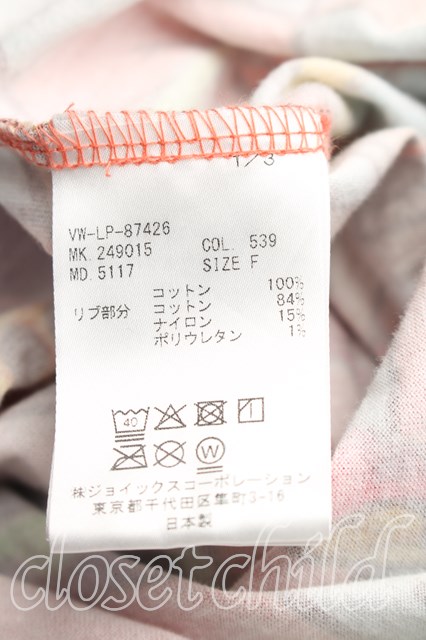 1/3
VW-LP-87426
MK. 249015 COL. 539
MD. 5117 SIZE F
コットン 100%
リブ部分 コットン 84%
ナイロン 15%
ポリウレタン 1%
40
W
株ジョイックスコーポレーション
東京都千代田区隼町3-16
日本製
closetchild